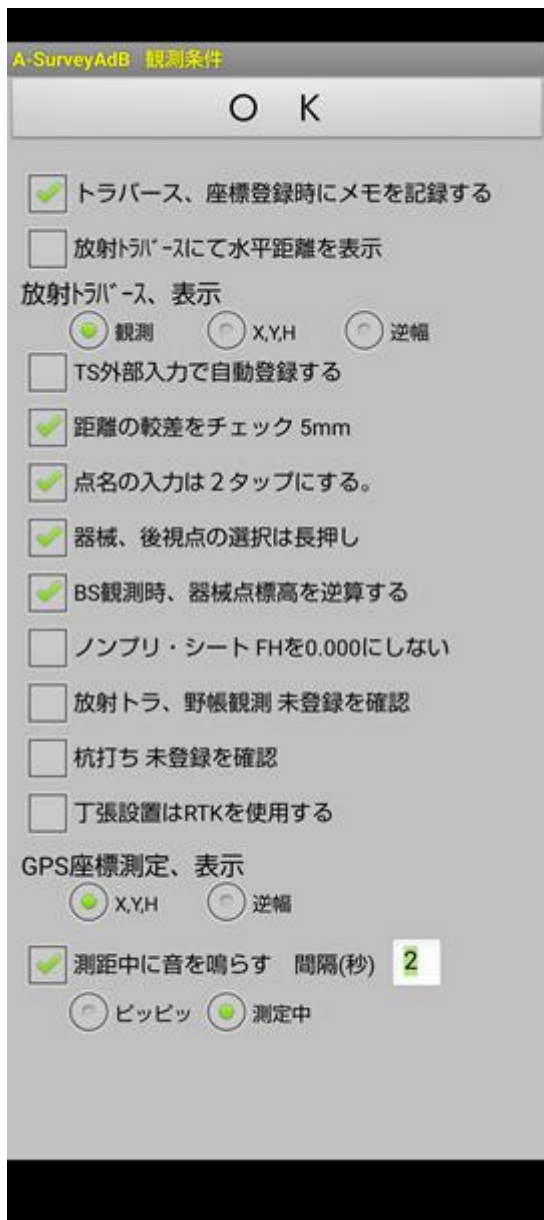 A-SurveyAdB 観測条件
O K
トラバース、座標登録時にメモを記録する
放射ﾄﾗﾊﾞｰｽにて水平距離を表示
放射ﾄﾗﾊﾞｰｽ、表示
観測 X,Y,H 逆幅
TS外部入力で自動登録する
距離の較差をチェック 5mm
点名の入力は２タップにする。
器械、後視点の選択は長押し
BS観測時、器械点標高を逆算する
ノンプリ・シート FHを0.000にしない
放射トラ、野帳観測 未登録を確認
杭打ち 未登録を確認
丁張設置はRTKを使用する
GPS座標測定、表示
X,Y,H 逆幅
測距中に音を鳴らす 間隔(秒) 2
ピッピッ 測定中